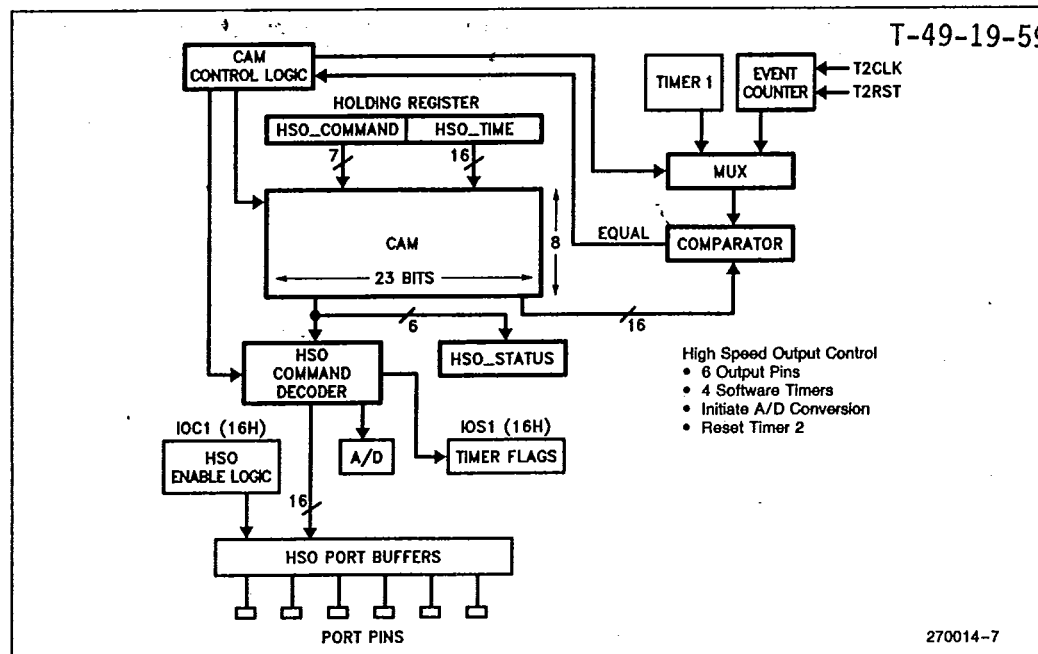 T-49-19-59
CAM
CONTROL LOGIC
TIMER 1
EVENT
COUNTER
T2CLK
T2RST
HOLDING REGISTER
HSO_COMMAND
HSO_TIME
7
16
MUX
CAM
8
EQUAL
COMPARATOR
23 BITS
6
16
HSO
COMMAND
DECODER
HSO_STATUS
High Speed Output Control
• 6 Output Pins
• 4 Software Timers
• Initiate A/D Conversion
• Reset Timer 2
IOC1 (16H)
HSO
ENABLE LOGIC
A/D
IOS1 (16H)
TIMER FLAGS
16
HSO PORT BUFFERS
PORT PINS
270014-7